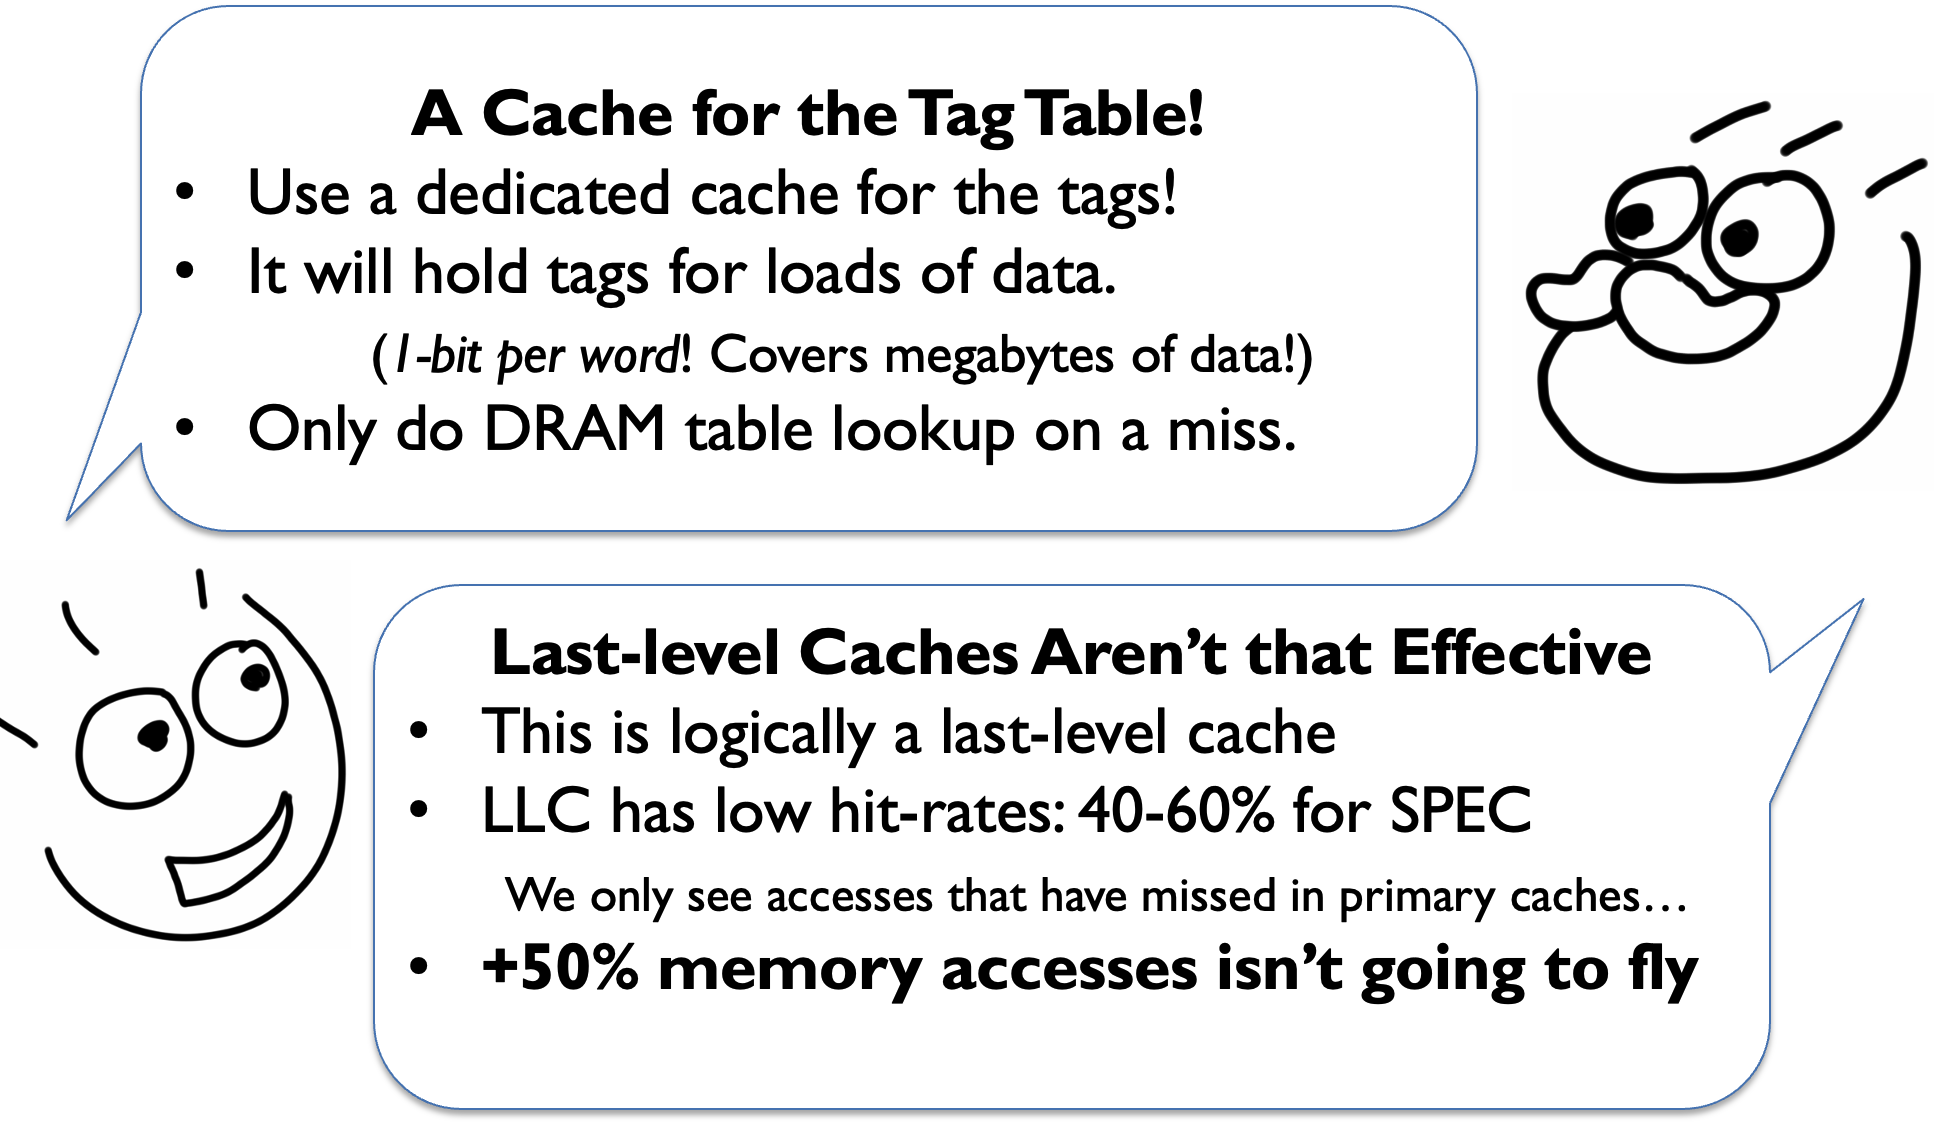 A Cache for the Tag Table!
• Use a dedicated cache for the tags!
• It will hold tags for loads of data.
(1-bit per word! Covers megabytes of data!)
• Only do DRAM table lookup on a miss.
Last-level Caches Aren’t that Effective
• This is logically a last-level cache
• LLC has low hit-rates: 40-60% for SPEC
We only see accesses that have missed in primary caches…
• +50% memory accesses isn’t going to fly